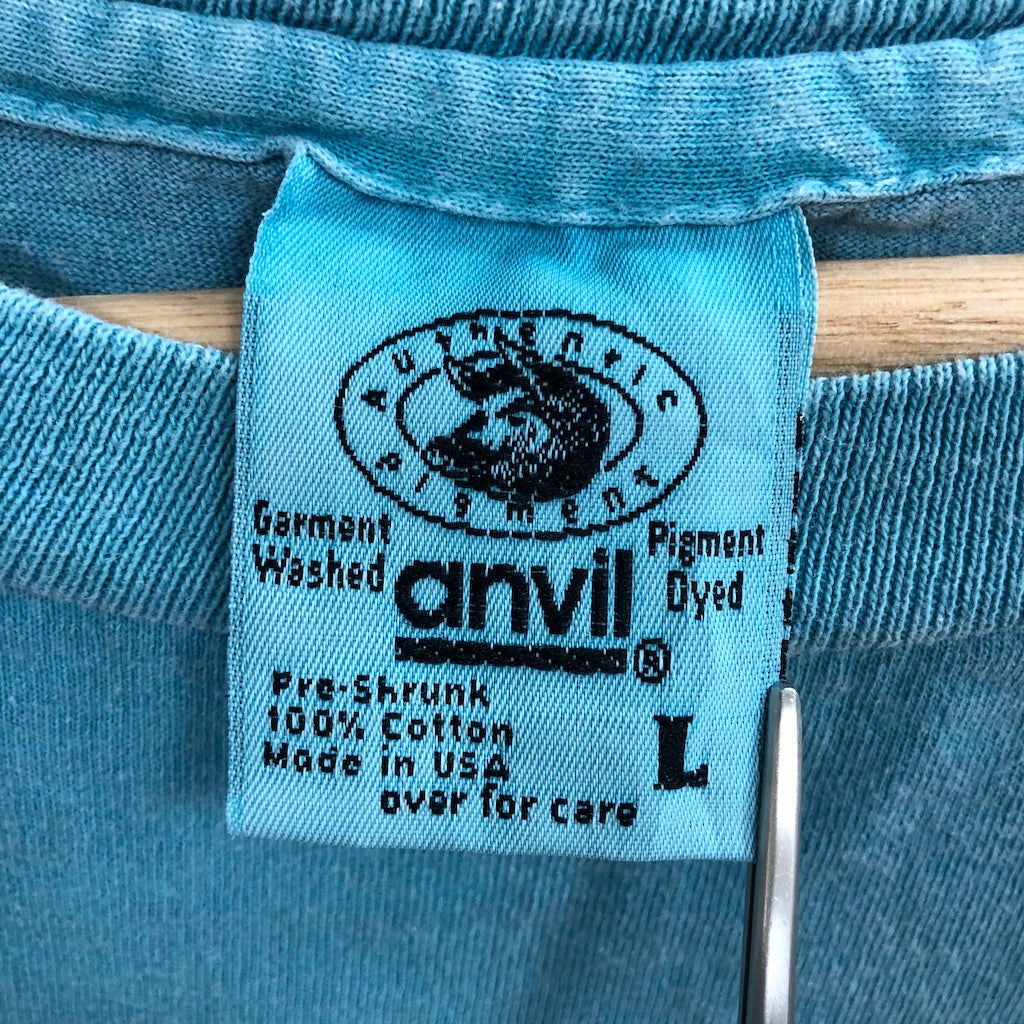 Authentic
Pigment
Garment
Washed
anvil®
Pigment
Dyed
Pre-Shrunk
100% Cotton
Made in USA
over for care
L